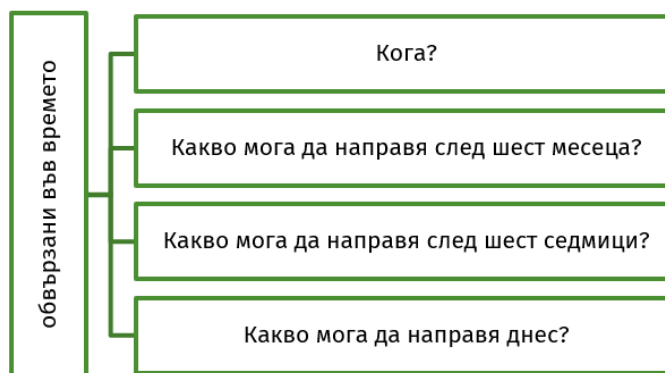 обвързани във времето
Кога?
Какво мога да направя след шест месеца?
Какво мога да направя след шест седмици?
Какво мога да направя днес?